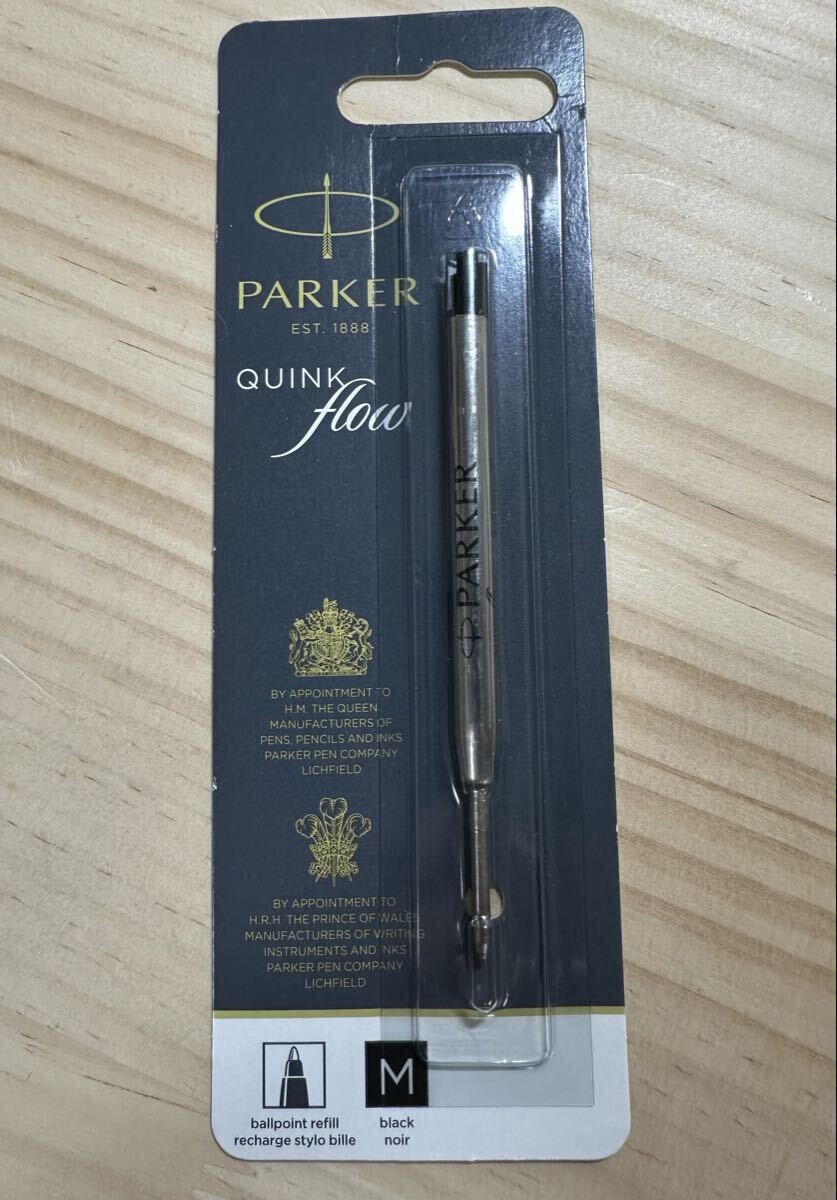 PARKER
EST. 1888
QUINK
flow
PARKER
BY APPOINTMENT TO
H.M. THE QUEEN
MANUFACTURERS OF
PENS, PENCILS AND INKS
PARKER PEN COMPANY
LICHFIELD
BY APPOINTMENT TO
H.R.H. THE PRINCE OF WALES
MANUFACTURERS OF WRITING
INSTRUMENTS AND INKS
PARKER PEN COMPANY
LICHFIELD
M
ballpoint refill
recharge stylo bille
black
noir